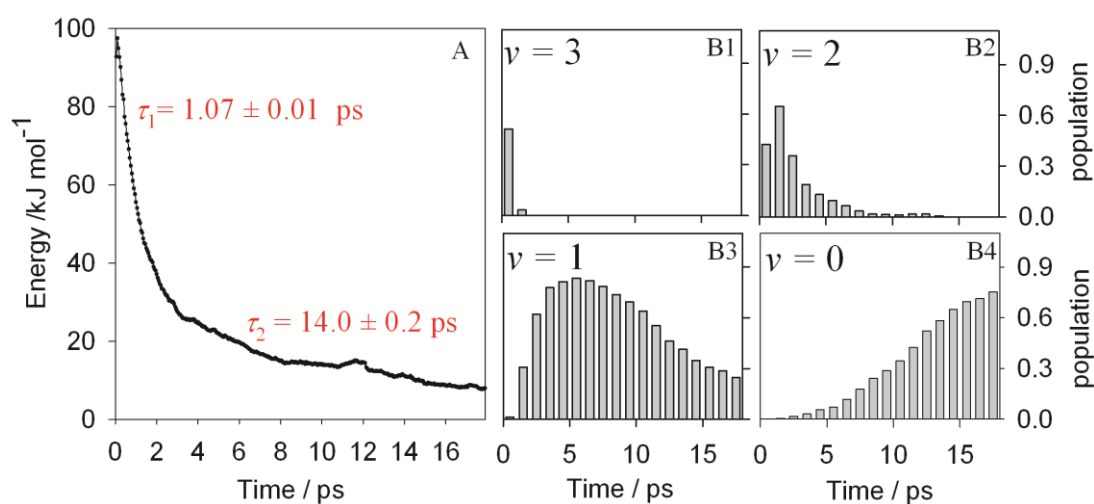 100
80
60
40
20
0
Energy /kJ mol⁻¹
A
τ₁= 1.07 ± 0.01 ps
τ₂ = 14.0 ± 0.2 ps
0 2 4 6 8 10 12 14 16
Time / ps
v = 3
B1
v = 2
B2
0.9
0.6
0.3
0.0
population
v = 1
B3
v = 0
B4
0.9
0.6
0.3
0.0
population
5 10 15
Time / ps
5 10 15
Time / ps